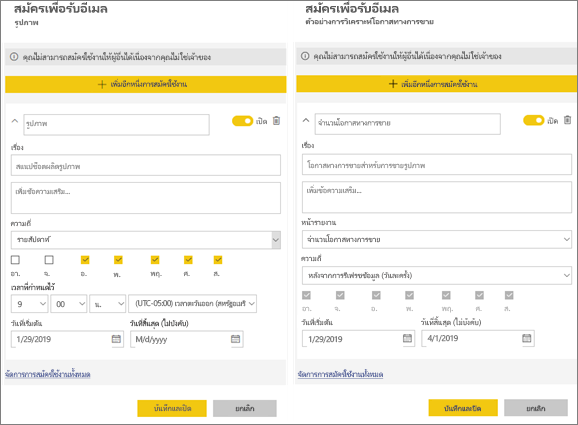 สมัครเพื่อรับอีเมล
รูปภาพ
คุณไม่สามารถสมัครใช้งานให้ผู้อื่นได้เนื่องจากคุณไม่ใช่เจ้าของ
เพิ่มอีกหนึ่งการสมัครใช้งาน
รูปภาพ
เปิด
เรื่อง
สแนปช็อตผลิตรูปภาพ
เพิ่มข้อความเสริม...
ความถี่
รายสัปดาห์
อา. จ. อ. พ. พฤ. ศ. ส.
เวลาที่กำหนดไว้
9 00 น. (UTC-05:00) เวลาตะวันออก (สหรัฐอเมริ
วันที่เริ่มต้น วันที่สิ้นสุด (ไม่บังคับ)
1/29/2019 M/d/yyyy
จัดการการสมัครใช้งานทั้งหมด
บันทึกและปิด ยกเลิก
สมัครเพื่อรับอีเมล
ตัวอย่างการวิเคราะห์โอกาสทางการขาย
คุณไม่สามารถสมัครใช้งานให้ผู้อื่นได้เนื่องจากคุณไม่ใช่เจ้าของ
เพิ่มอีกหนึ่งการสมัครใช้งาน
จำนวนโอกาสทางการขาย
เปิด
เรื่อง
โอกาสทางการขายสำหรับการขายรูปภาพ
เพิ่มข้อความเสริม...
หน้ารายงาน
จำนวนโอกาสทางการขาย
ความถี่
หลังจากการรีเฟรชข้อมูล (วันละครั้ง)
อา. จ. อ. พ. พฤ. ศ. ส.
วันที่เริ่มต้น วันที่สิ้นสุด (ไม่บังคับ)
1/29/2019 4/1/2019
จัดการการสมัครใช้งานทั้งหมด
บันทึกและปิด ยกเลิก